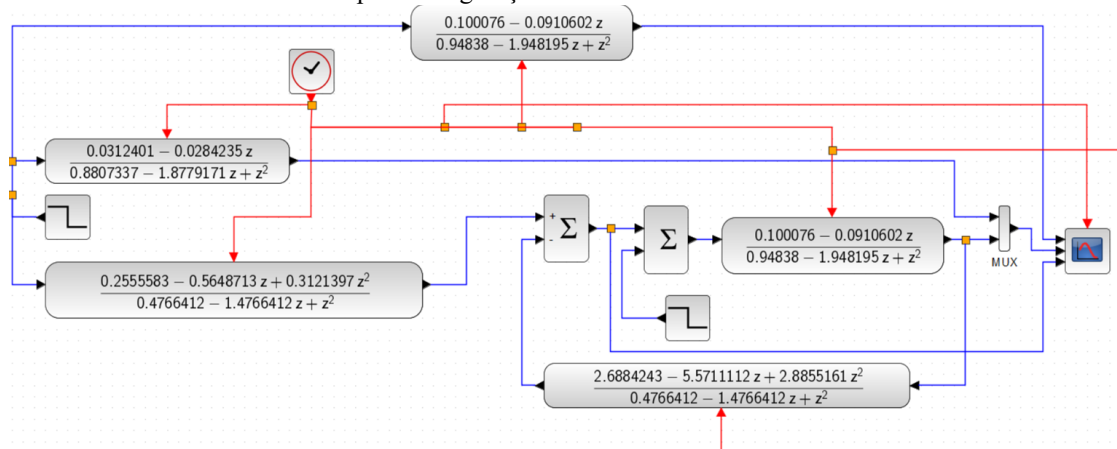 0.100076 − 0.0910602 z
0.94838 − 1.948195 z + z²
0.0312401 − 0.0284235 z
0.8807337 − 1.8779171 z + z²
+
-
Σ
Σ
0.100076 − 0.0910602 z
0.94838 − 1.948195 z + z²
MUX
0.2555583 − 0.5648713 z + 0.3121397 z²
0.4766412 − 1.4766412 z + z²
2.6884243 − 5.5711112 z + 2.8855161 z²
0.4766412 − 1.4766412 z + z²